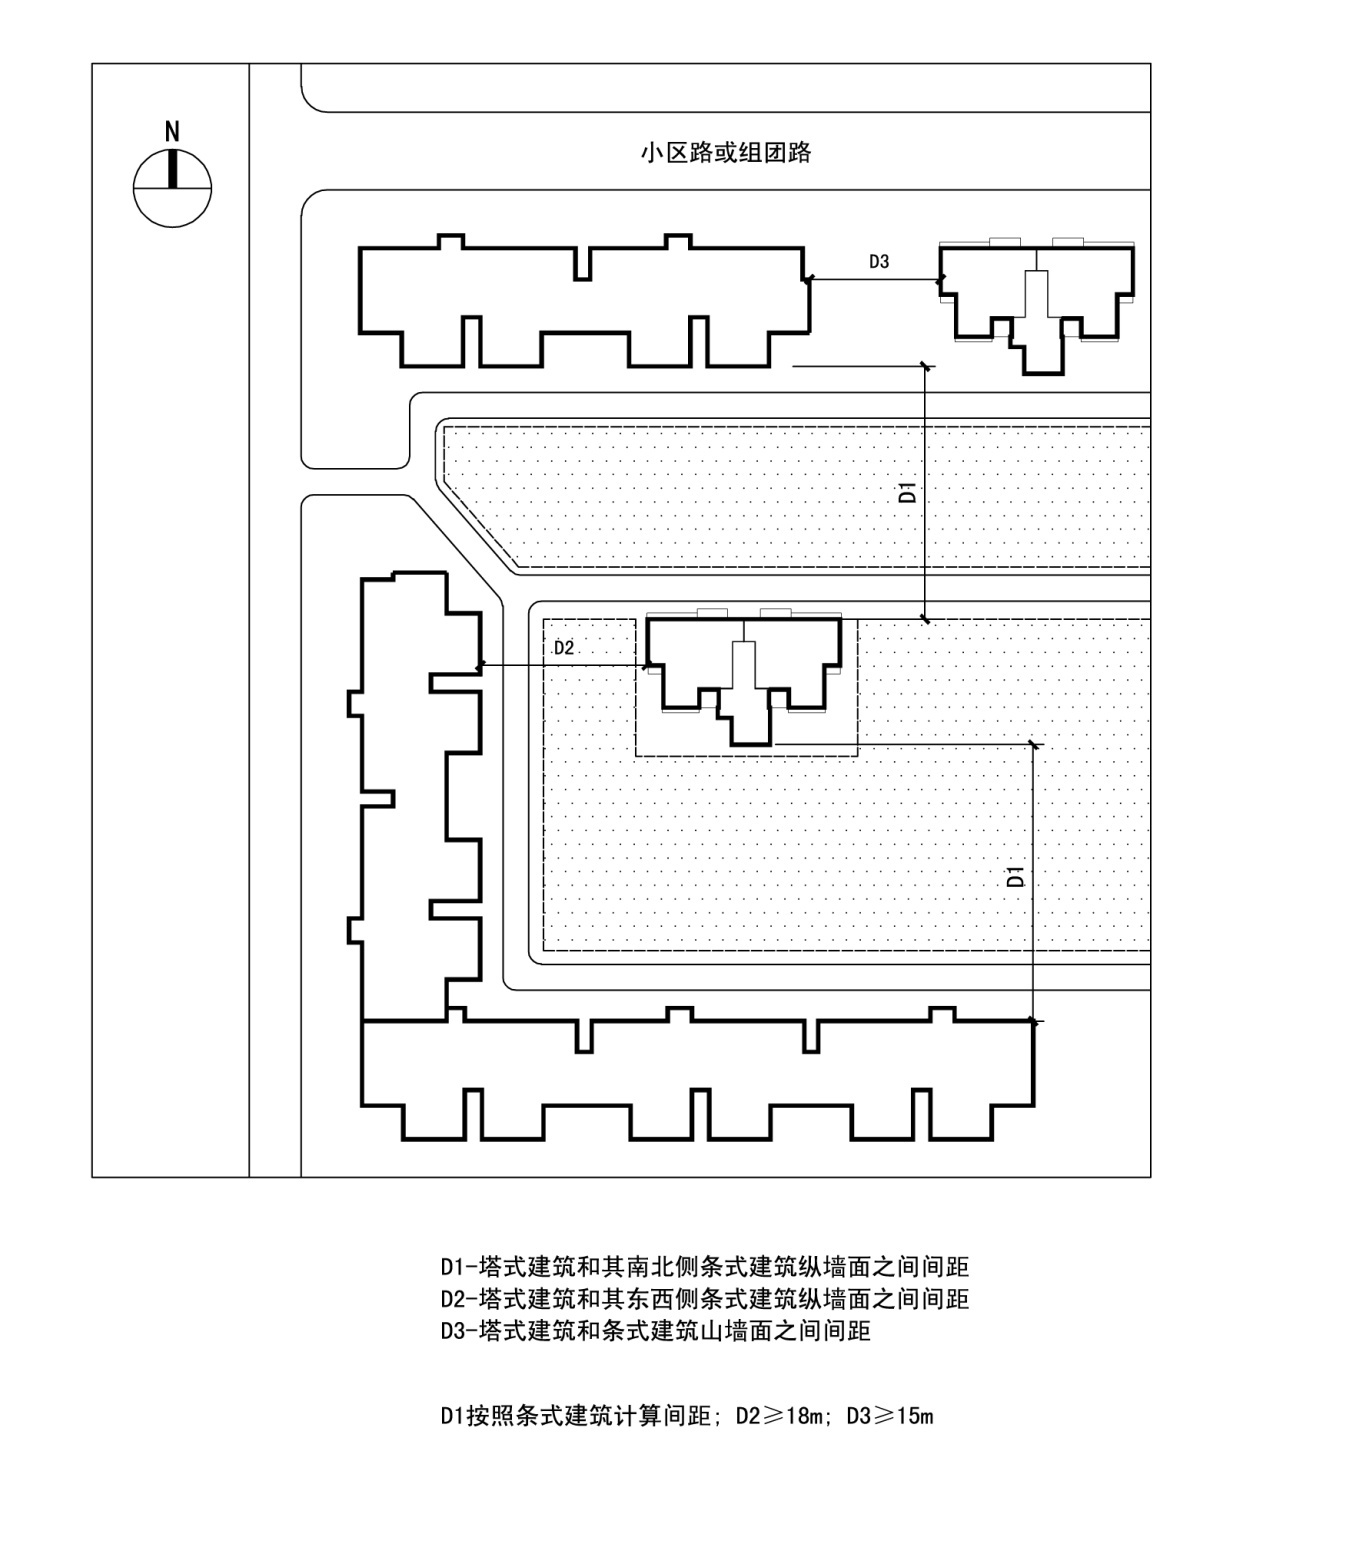 N
小区路或组团路
D3
D1
D2
D1
D1-塔式建筑和其南北侧条式建筑纵墙面之间间距
D2-塔式建筑和其东西侧条式建筑纵墙面之间间距
D3-塔式建筑和条式建筑山墙面之间间距
D1按照条式建筑计算间距；D2≥18m；D3≥15m